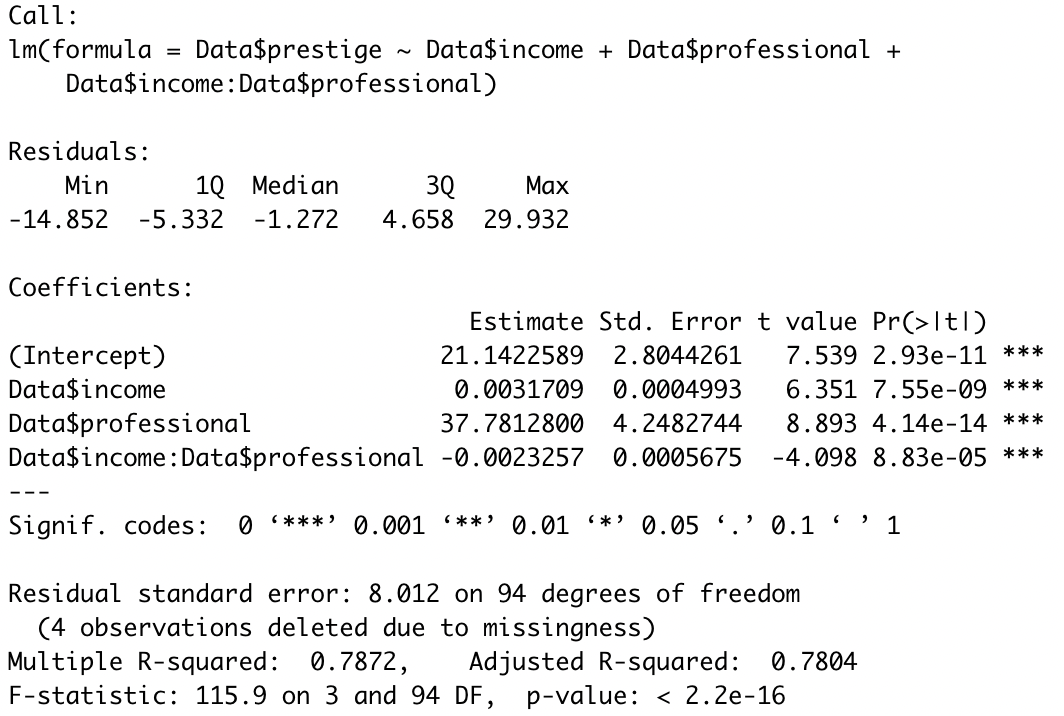 Call:
lm(formula = Data$prestige ~ Data$income + Data$professional +
    Data$income:Data$professional)

Residuals:
    Min      1Q  Median      3Q     Max
-14.852  -5.332  -1.272   4.658  29.932

Coefficients:
                                Estimate Std. Error t value Pr(>|t|)
(Intercept)                   21.1422589  2.8044261   7.539 2.93e-11 ***
Data$income                    0.0031709  0.0004993   6.351 7.55e-09 ***
Data$professional             37.7812800  4.2482744   8.893 4.14e-14 ***
Data$income:Data$professional -0.0023257  0.0005675  -4.098 8.83e-05 ***
---
Signif. codes:  0 ‘***’ 0.001 ‘**’ 0.01 ‘*’ 0.05 ‘.’ 0.1 ‘ ’ 1

Residual standard error: 8.012 on 94 degrees of freedom
  (4 observations deleted due to missingness)
Multiple R-squared:  0.7872,    Adjusted R-squared:  0.7804
F-statistic: 115.9 on 3 and 94 DF,  p-value: < 2.2e-16